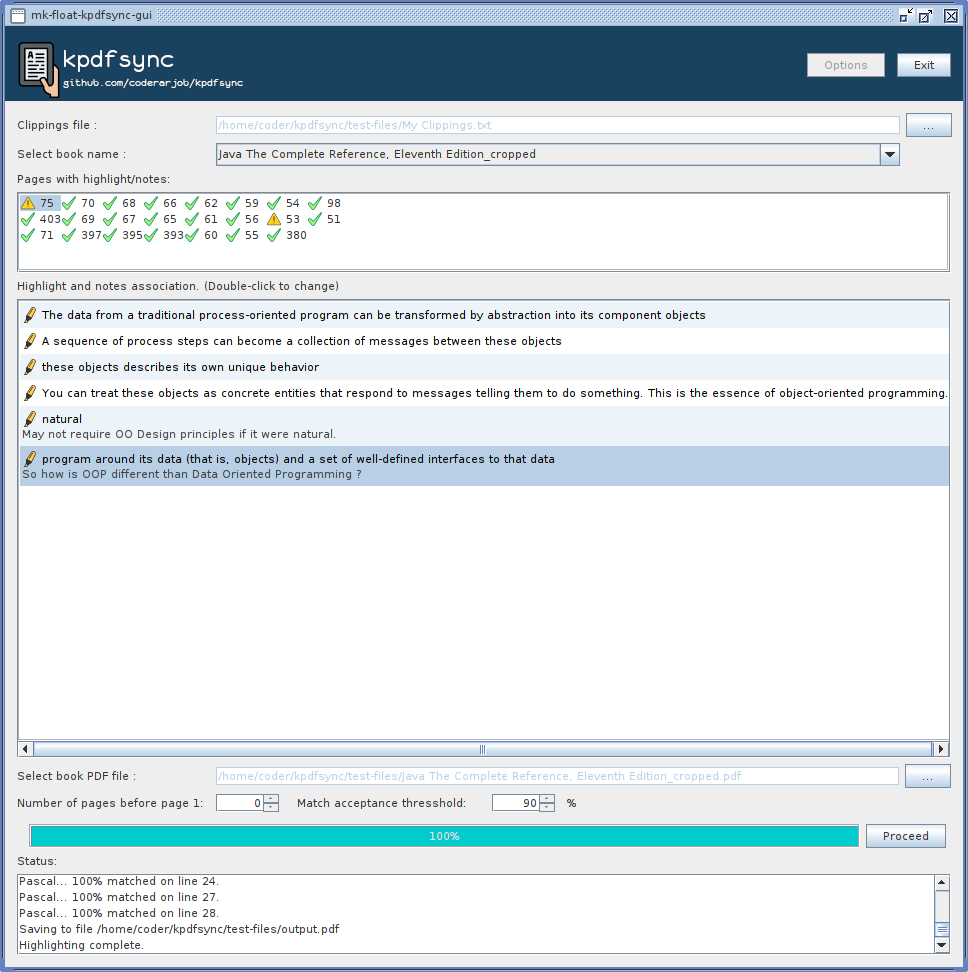 mk-float-kpdfsync-gui
kpdfsync
github.com/coderarjob/kpdfsync
Options Exit
Clippings file : /home/coder/kpdfsync/test-files/My Clippings.txt ...
Select book name : Java The Complete Reference, Eleventh Edition_cropped
Pages with highlight/notes:
75 70 68 66 62 59 54 98
403 69 67 65 61 56 53 51
71 397 395 393 60 55 380
Highlight and notes association. (Double-click to change)
The data from a traditional process-oriented program can be transformed by abstraction into its component objects
A sequence of process steps can become a collection of messages between these objects
these objects describes its own unique behavior
You can treat these objects as concrete entities that respond to messages telling them to do something. This is the essence of object-oriented programming.
natural
May not require OO Design principles if it were natural.
program around its data (that is, objects) and a set of well-defined interfaces to that data
So how is OOP different than Data Oriented Programming ?
Select book PDF file : /home/coder/kpdfsync/test-files/Java The Complete Reference, Eleventh Edition_cropped.pdf ...
Number of pages before page 1: 0 Match acceptance thresshold: 90 %
100% Proceed
Status:
Pascal... 100% matched on line 24.
Pascal... 100% matched on line 27.
Pascal... 100% matched on line 28.
Saving to file /home/coder/kpdfsync/test-files/output.pdf
Highlighting complete.